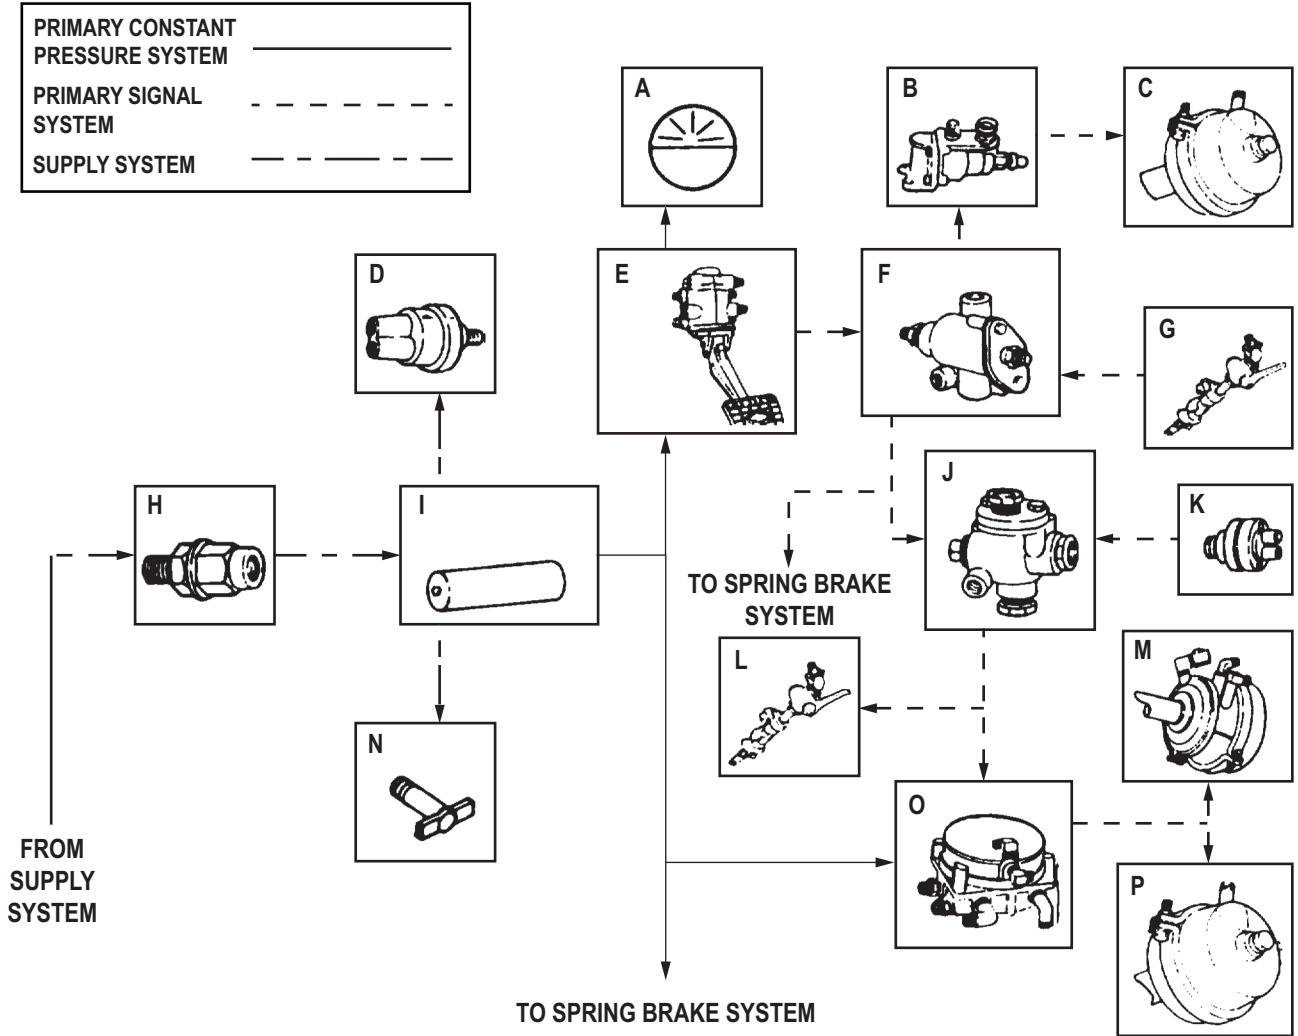 PRIMARY CONSTANT
PRESSURE SYSTEM
PRIMARY SIGNAL
SYSTEM
SUPPLY SYSTEM
A
B
C
D
E
F
G
H
I
J
K
TO SPRING BRAKE
SYSTEM
L
M
N
O
P
FROM
SUPPLY
SYSTEM
TO SPRING BRAKE SYSTEM